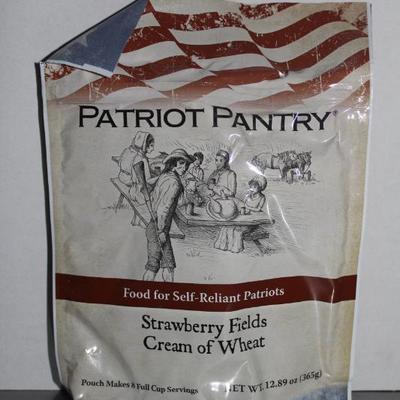 PATRIOT PANTRY®
Food for Self-Reliant Patriots
Strawberry Fields
Cream of Wheat
Pouch Makes 8 Full Cup Servings
NET WT. 12.89 oz (365g)